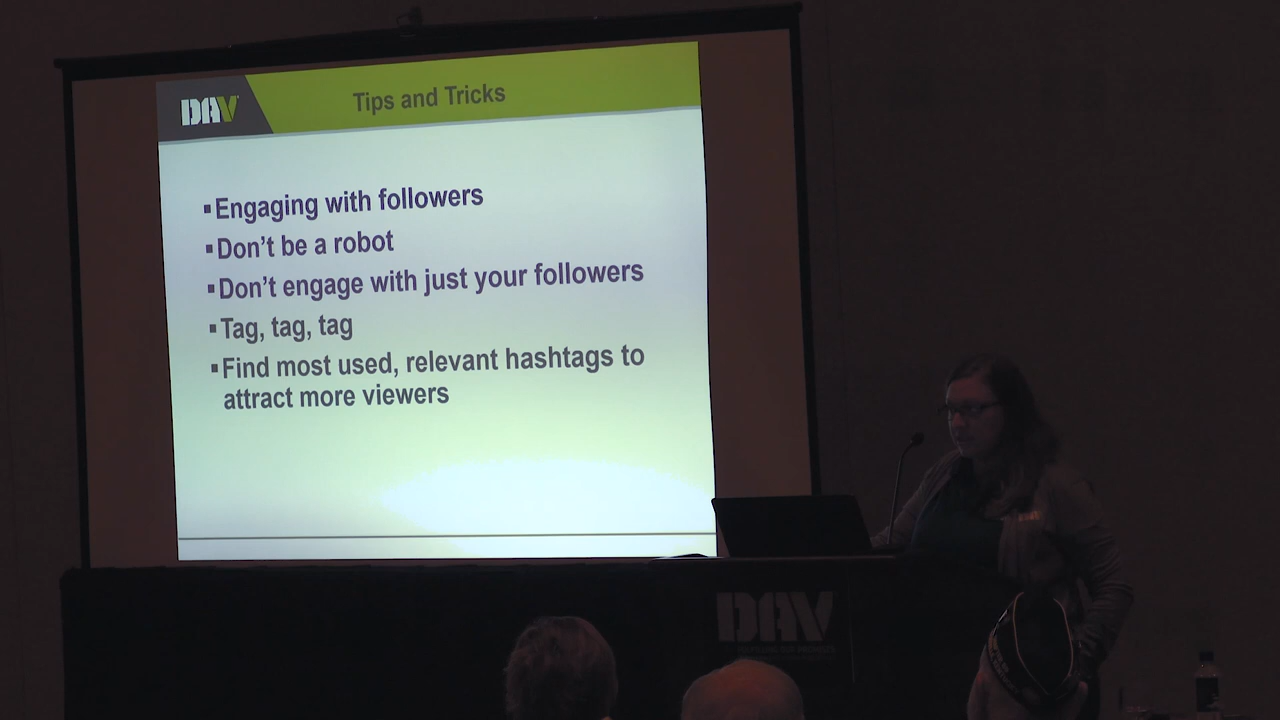 DAV
Tips and Tricks
▪Engaging with followers
▪Don't be a robot
▪Don't engage with just your followers
▪Tag, tag, tag
▪Find most used, relevant hashtags to
attract more viewers
DAV